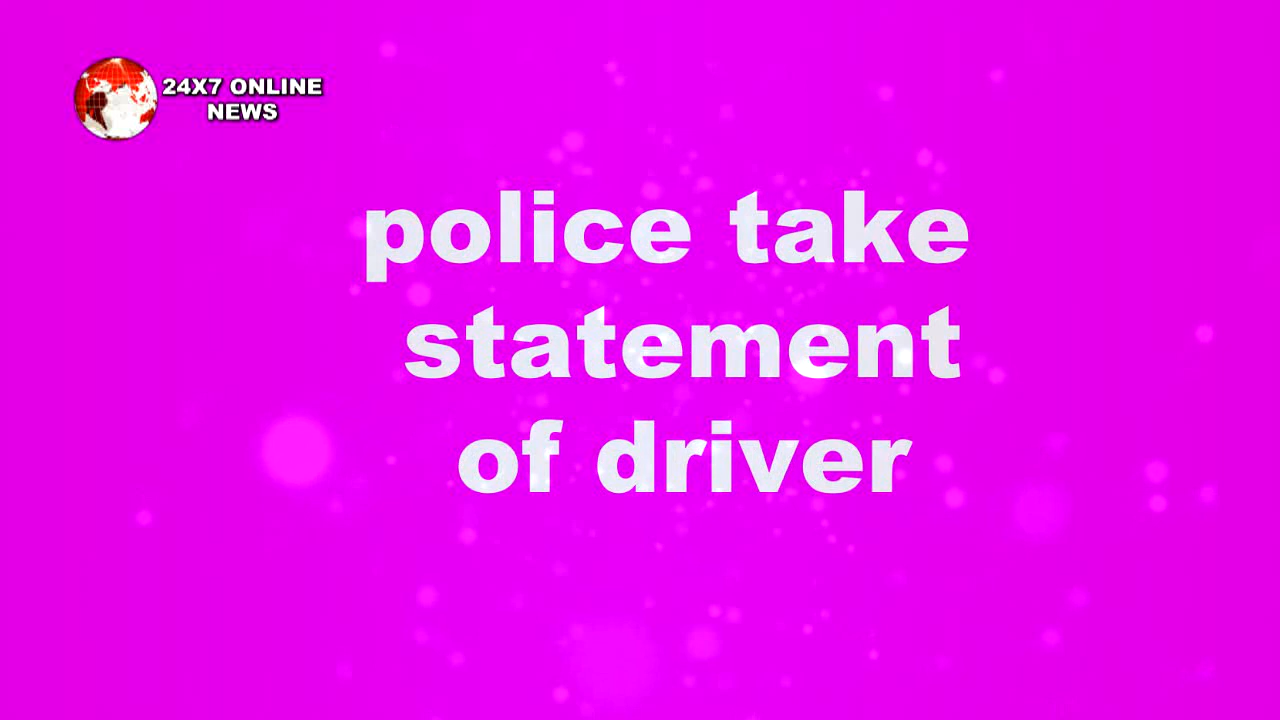 24X7 ONLINE
NEWS
police take
statement
of driver